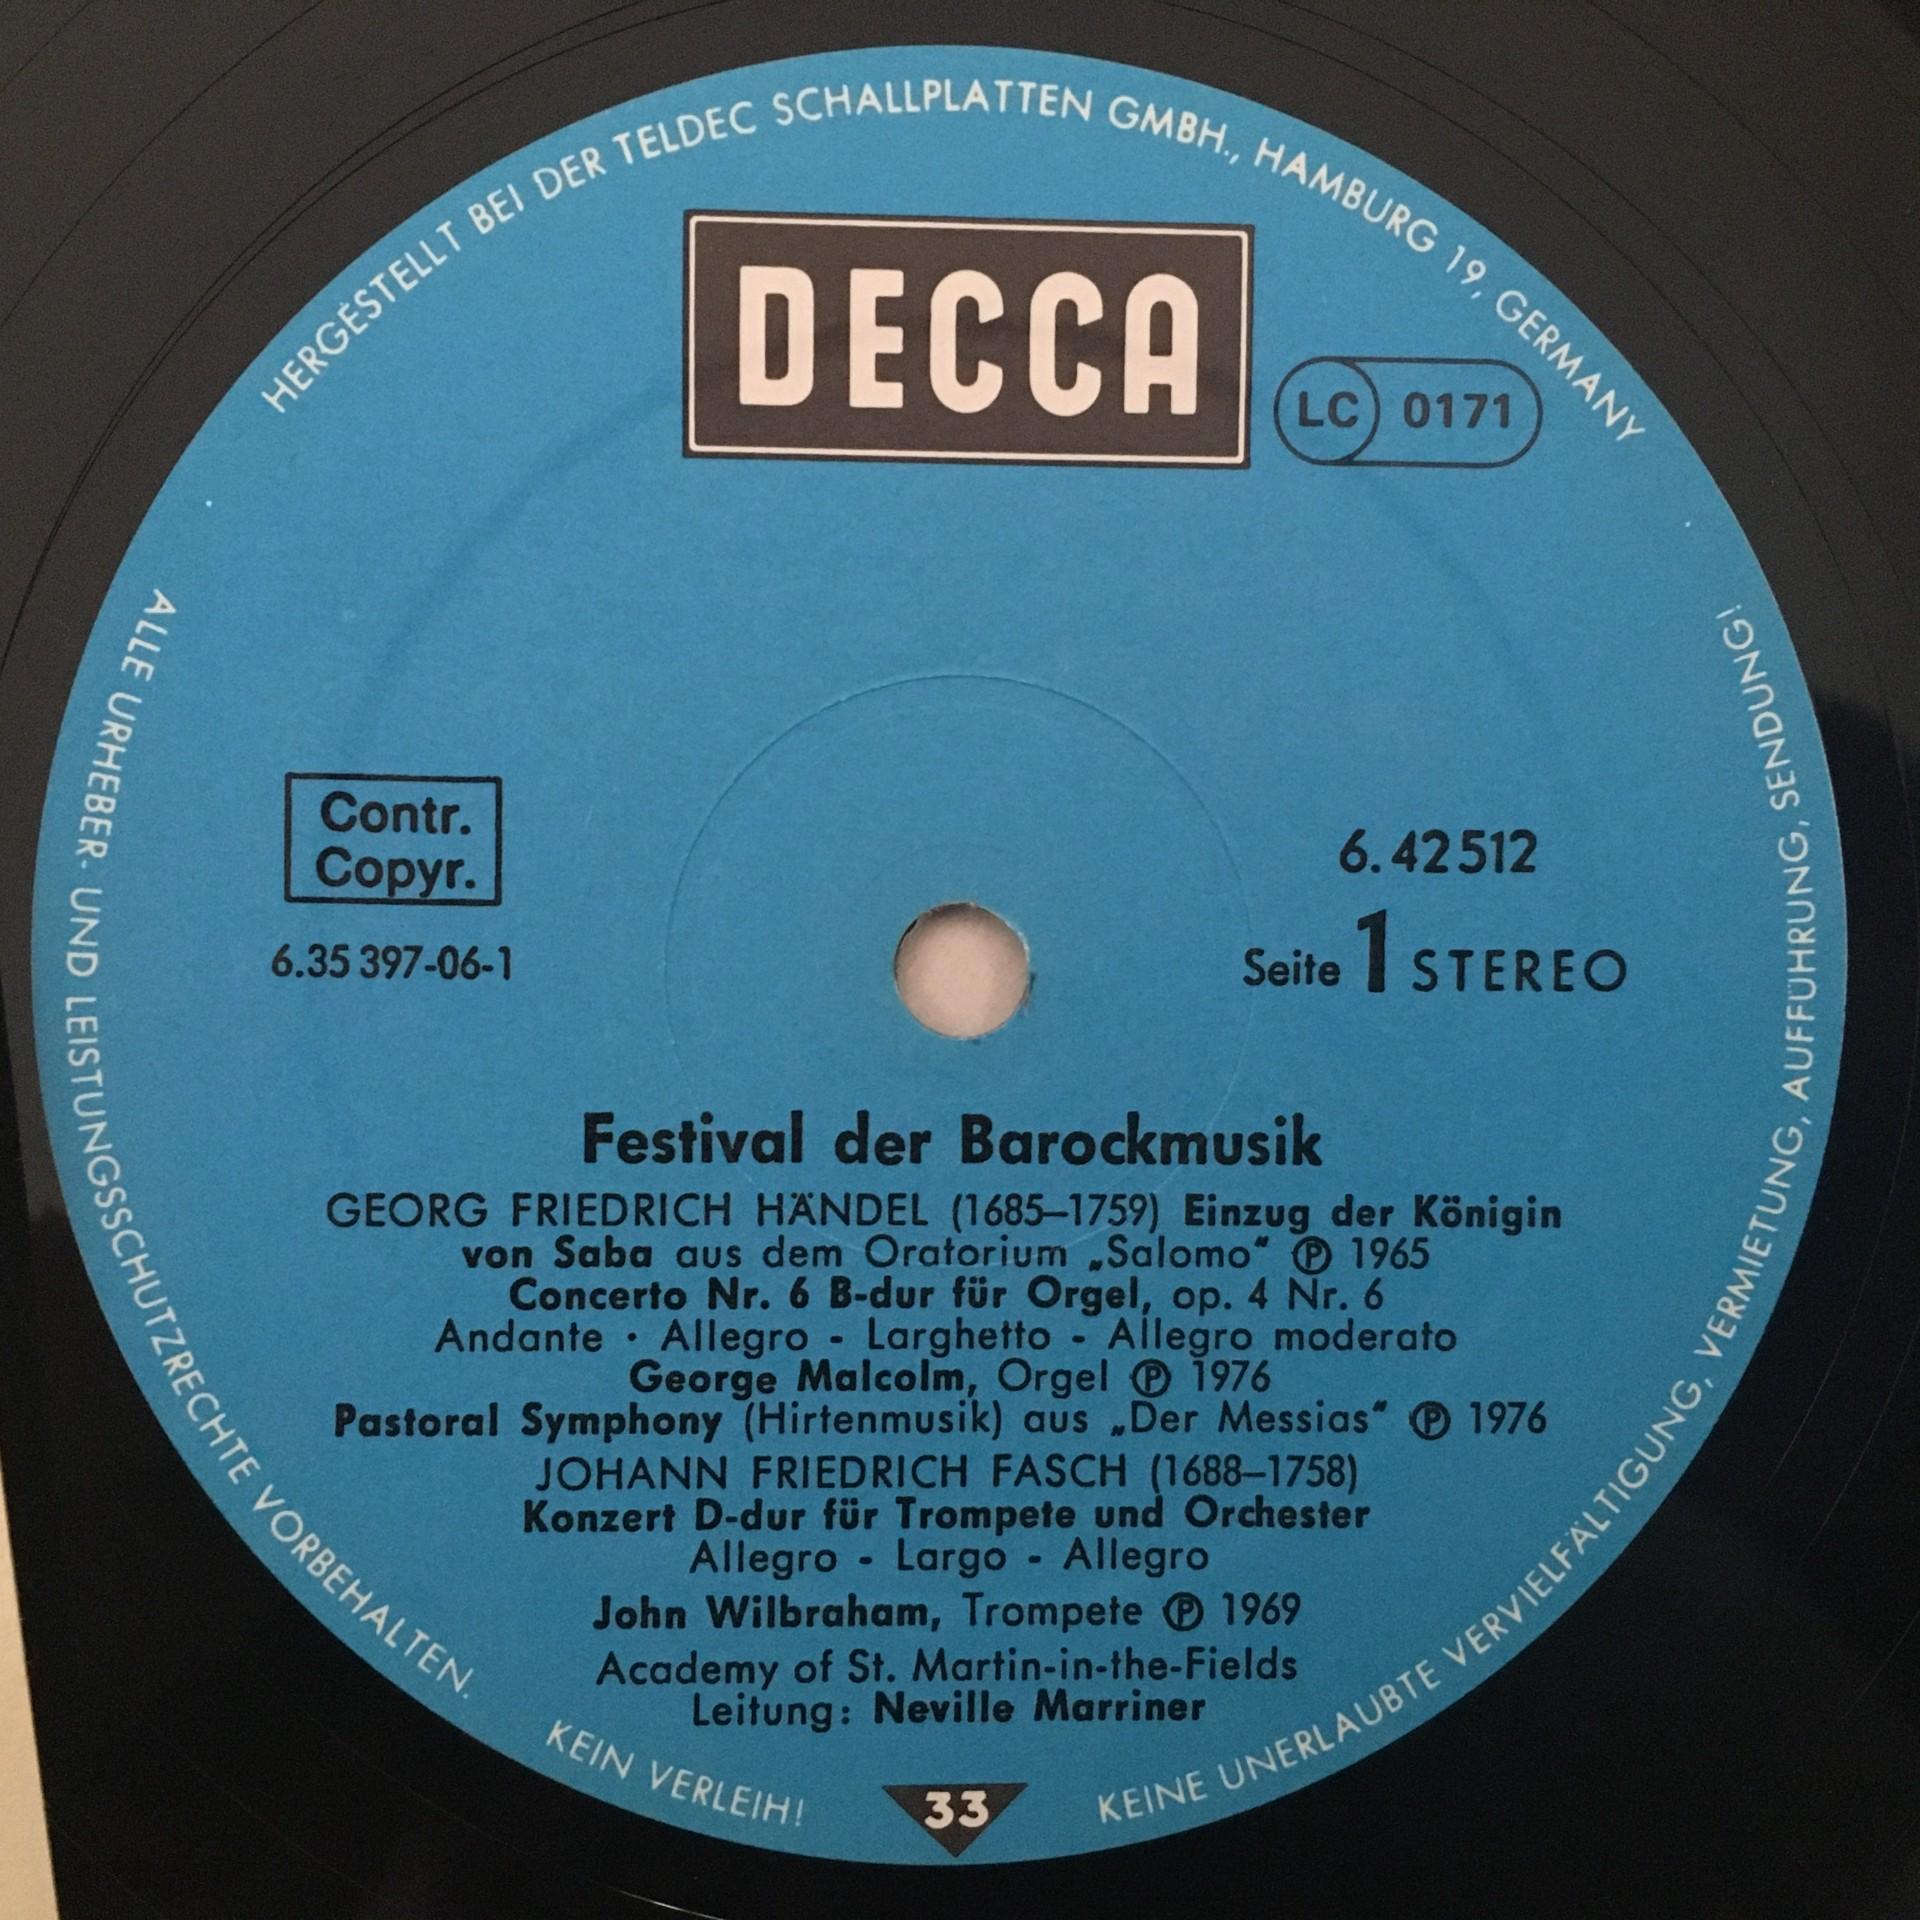 HERGESTELLT BEI DER TELDEC SCHALLPLATTEN GMBH., HAMBURG 19, GERMANY
DECCA
LC 0171
Contr.
Copyr.
6.35 397-06-1
6.42512
Seite 1 STEREO
Festival der Barockmusik
GEORG FRIEDRICH HÄNDEL (1685–1759) Einzug der Königin
von Saba aus dem Oratorium „Salomo“ ℗ 1965
Concerto Nr. 6 B-dur für Orgel, op. 4 Nr. 6
Andante · Allegro - Larghetto - Allegro moderato
George Malcolm, Orgel ℗ 1976
Pastoral Symphony (Hirtenmusik) aus „Der Messias“ ℗ 1976
JOHANN FRIEDRICH FASCH (1688–1758)
Konzert D-dur für Trompete und Orchester
Allegro - Largo - Allegro
John Wilbraham, Trompete ℗ 1969
Academy of St. Martin-in-the-Fields
Leitung: Neville Marriner
33
ALLE URHEBER- UND LEISTUNGSSCHUTZRECHTE VORBEHALTEN.
KEIN VERLEIH!
KEINE UNERLAUBTE VERVIELFÄLTIGUNG, VERMIETUNG, AUFFÜHRUNG, SENDUNG!